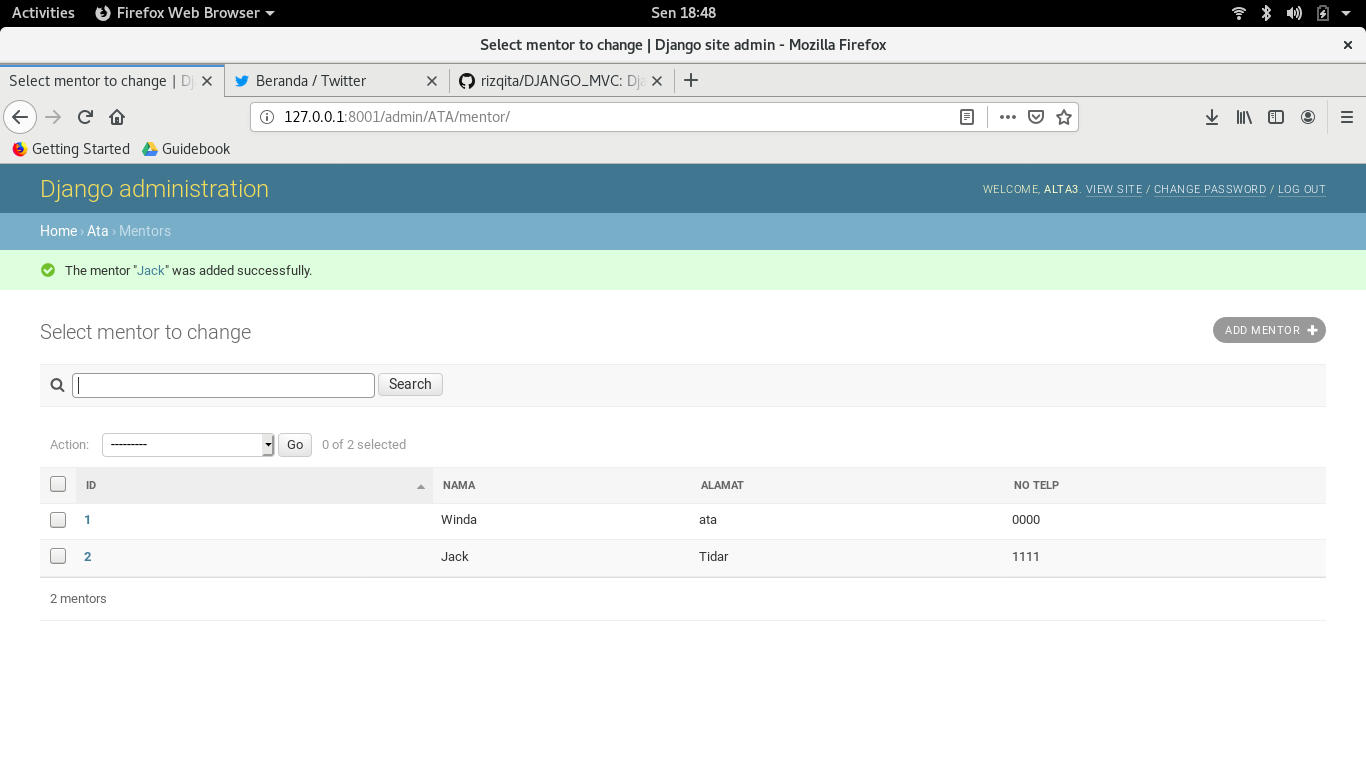 Activities Firefox Web Browser Sen 18:48
Select mentor to change | Django site admin - Mozilla Firefox
Select mentor to change | Dj Beranda / Twitter rizqita/DJANGO_MVC: Dja
127.0.0.1:8001/admin/ATA/mentor/
Getting Started Guidebook
Django administration WELCOME, ALTA3. VIEW SITE / CHANGE PASSWORD / LOG OUT
Home › Ata › Mentors
The mentor "Jack" was added successfully.
Select mentor to change ADD MENTOR
Search
Action: --------- Go 0 of 2 selected
ID NAMA ALAMAT NO TELP
1 Winda ata 0000
2 Jack Tidar 1111
2 mentors